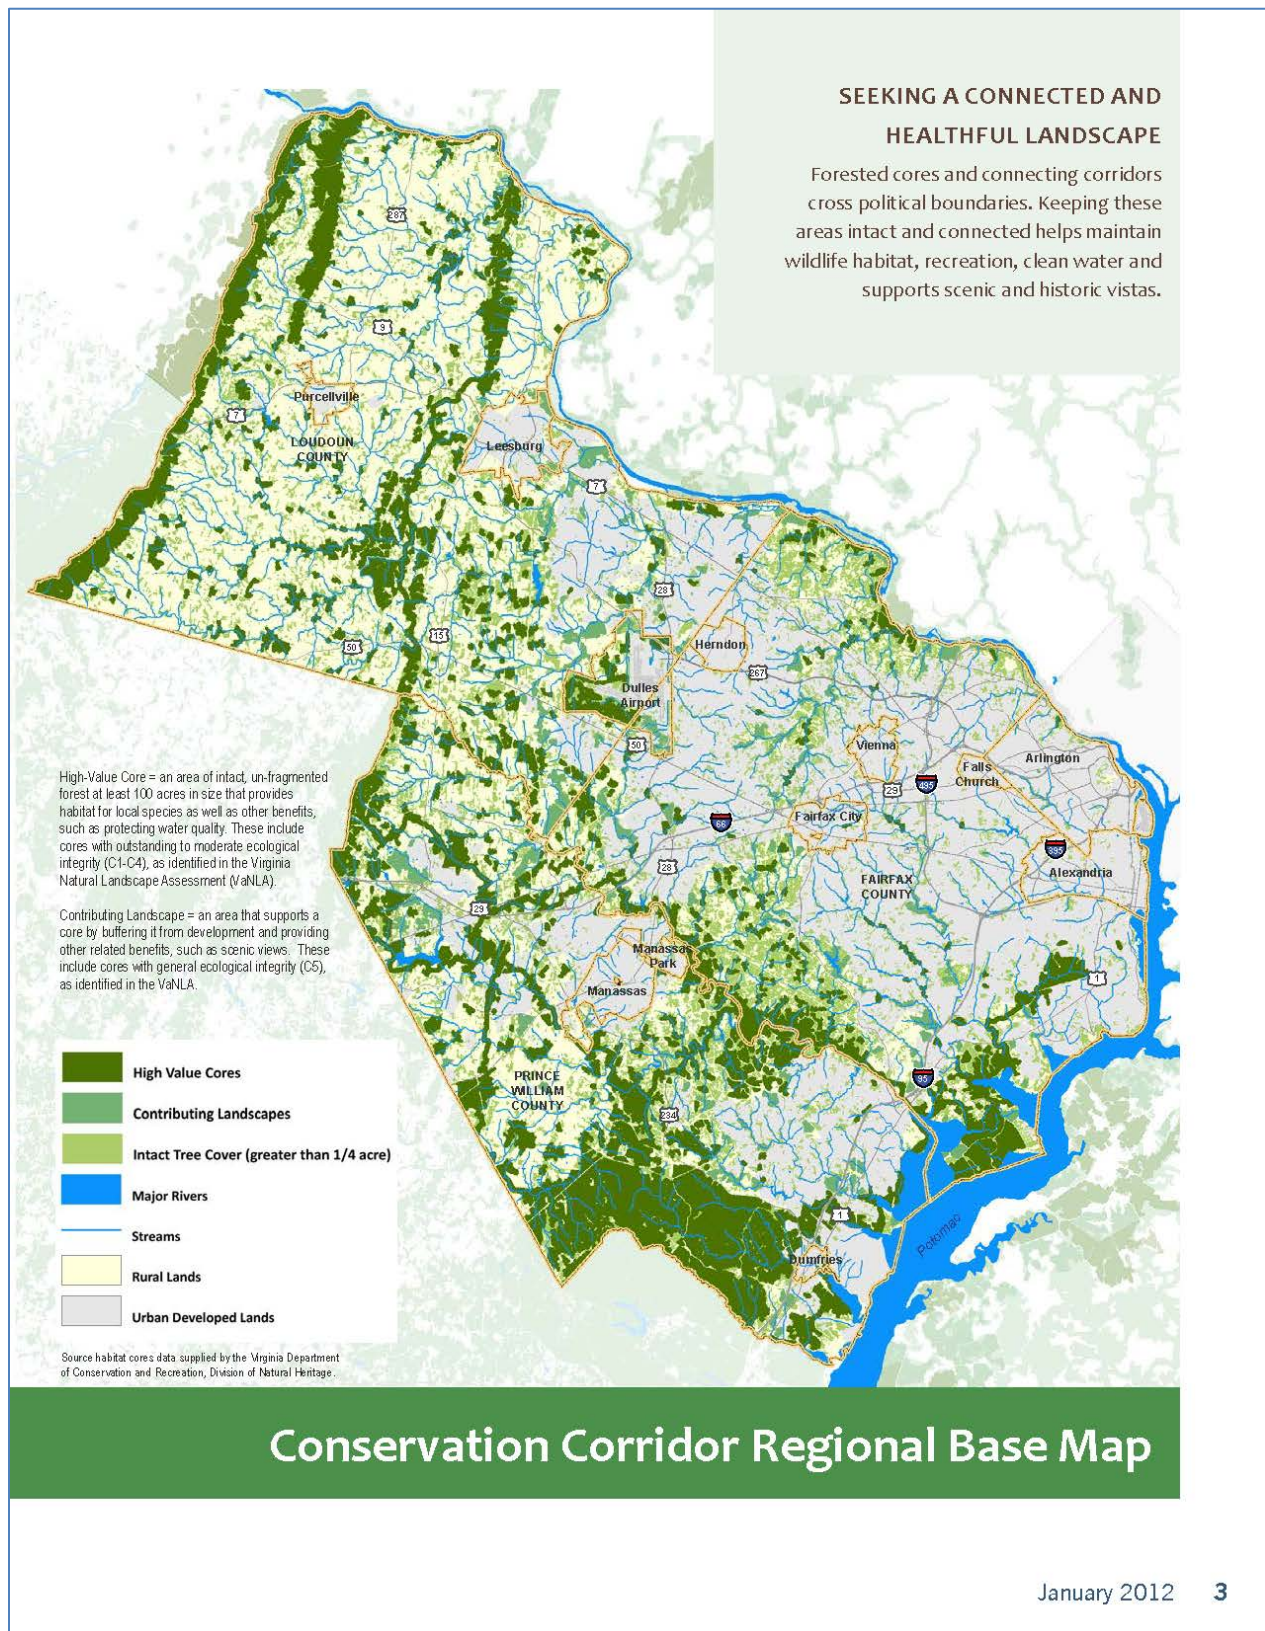 SEEKING A CONNECTED AND
HEALTHFUL LANDSCAPE
Forested cores and connecting corridors
cross political boundaries. Keeping these
areas intact and connected helps maintain
wildlife habitat, recreation, clean water and
supports scenic and historic vistas.
287
9
Purcellville
7
LOUDOUN
COUNTY
Leesburg
7
28
15
50
Herndon
267
Dulles
Airport
50
Vienna
Arlington
Falls
Church
495
29
66
Fairfax City
395
28
FAIRFAX
COUNTY
Alexandria
29
Manassas
Park
1
Manassas
PRINCE
WILLIAM
COUNTY
95
234
1
Potomac
Dumfries
High-Value Core = an area of intact, un-fragmented
forest at least 100 acres in size that provides
habitat for local species as well as other benefits,
such as protecting water quality. These include
cores with outstanding to moderate ecological
integrity (C1-C4), as identified in the Virginia
Natural Landscape Assessment (VaNLA).
Contributing Landscape = an area that supports a
core by buffering it from development and providing
other related benefits, such as scenic views. These
include cores with general ecological integrity (C5),
as identified in the VaNLA.
High Value Cores
Contributing Landscapes
Intact Tree Cover (greater than 1/4 acre)
Major Rivers
Streams
Rural Lands
Urban Developed Lands
Source habitat cores data supplied by the Virginia Department
of Conservation and Recreation, Division of Natural Heritage.
Conservation Corridor Regional Base Map
January 2012 3